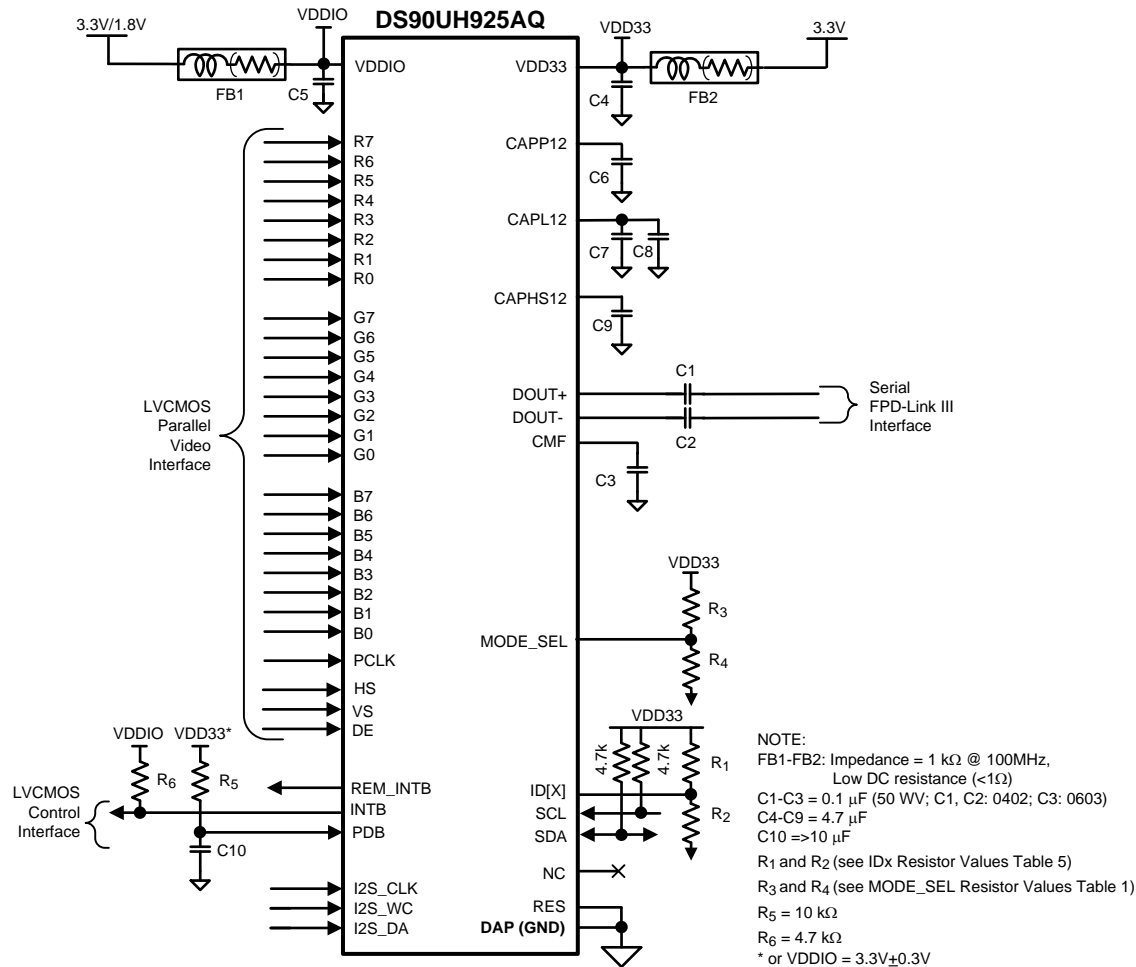 DS90UH925AQ
3.3V/1.8V
VDDIO
FB1
C5
VDDIO
VDD33
VDD33
3.3V
C4
FB2
R7
R6
R5
R4
R3
R2
R1
R0
G7
G6
G5
G4
G3
G2
G1
G0
B7
B6
B5
B4
B3
B2
B1
B0
PCLK
HS
VS
DE
LVCMOS
Parallel
Video
Interface
CAPP12
C6
CAPL12
C7
C8
CAPHS12
C9
DOUT+
DOUT-
CMF
C1
C2
C3
Serial
FPD-Link III
Interface
VDD33
R3
R4
MODE_SEL
VDD33
4.7k
4.7k
R1
R2
ID[X]
SCL
SDA
NC
RES
DAP (GND)
VDDIO
VDD33*
R6
R5
LVCMOS
Control
Interface
REM_INTB
INTB
PDB
C10
I2S_CLK
I2S_WC
I2S_DA
NOTE:
FB1-FB2: Impedance = 1 kΩ @ 100MHz,
Low DC resistance (<1Ω)
C1-C3 = 0.1 μF (50 WV; C1, C2: 0402; C3: 0603)
C4-C9 = 4.7 μF
C10 =>10 μF
R1 and R2 (see IDx Resistor Values Table 5)
R3 and R4 (see MODE_SEL Resistor Values Table 1)
R5 = 10 kΩ
R6 = 4.7 kΩ
* or VDDIO = 3.3V±0.3V